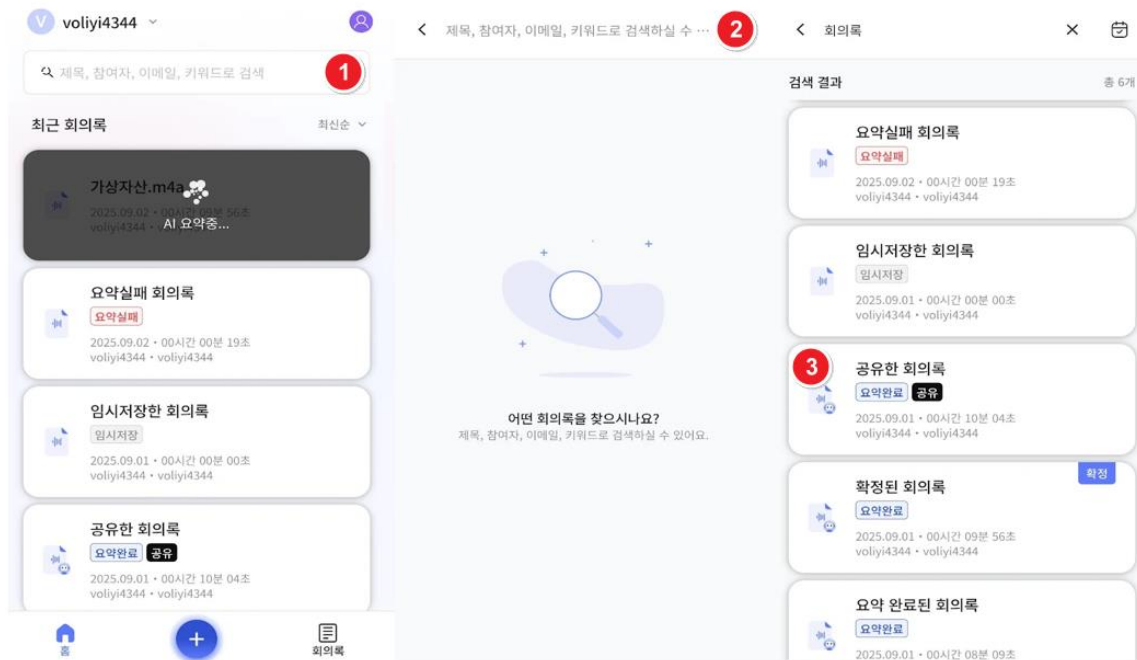 V voliyi4344
제목, 참여자, 이메일, 키워드로 검색
1
최근 회의록
최신순
가상자산.m4a
2025.09.02 • 00시간 09분 56초
voliyi4344 • voliyi4344
AI 요약중...
요약실패 회의록
요약실패
2025.09.02 • 00시간 00분 19초
voliyi4344 • voliyi4344
임시저장한 회의록
임시저장
2025.09.01 • 00시간 00분 00초
voliyi4344 • voliyi4344
공유한 회의록
요약완료 공유
2025.09.01 • 00시간 10분 04초
voliyi4344 • voliyi4344
홈
회의록
제목, 참여자, 이메일, 키워드로 검색하실 수 ···
2
어떤 회의록을 찾으시나요?
제목, 참여자, 이메일, 키워드로 검색하실 수 있어요.
회의록
검색 결과
총 6개
요약실패 회의록
요약실패
2025.09.02 • 00시간 00분 19초
voliyi4344 • voliyi4344
임시저장한 회의록
임시저장
2025.09.01 • 00시간 00분 00초
voliyi4344 • voliyi4344
3
공유한 회의록
요약완료 공유
2025.09.01 • 00시간 10분 04초
voliyi4344 • voliyi4344
확정
확정된 회의록
요약완료
2025.09.01 • 00시간 09분 56초
voliyi4344 • voliyi4344
요약 완료된 회의록
요약완료
2025.09.01 • 00시간 08분 09초